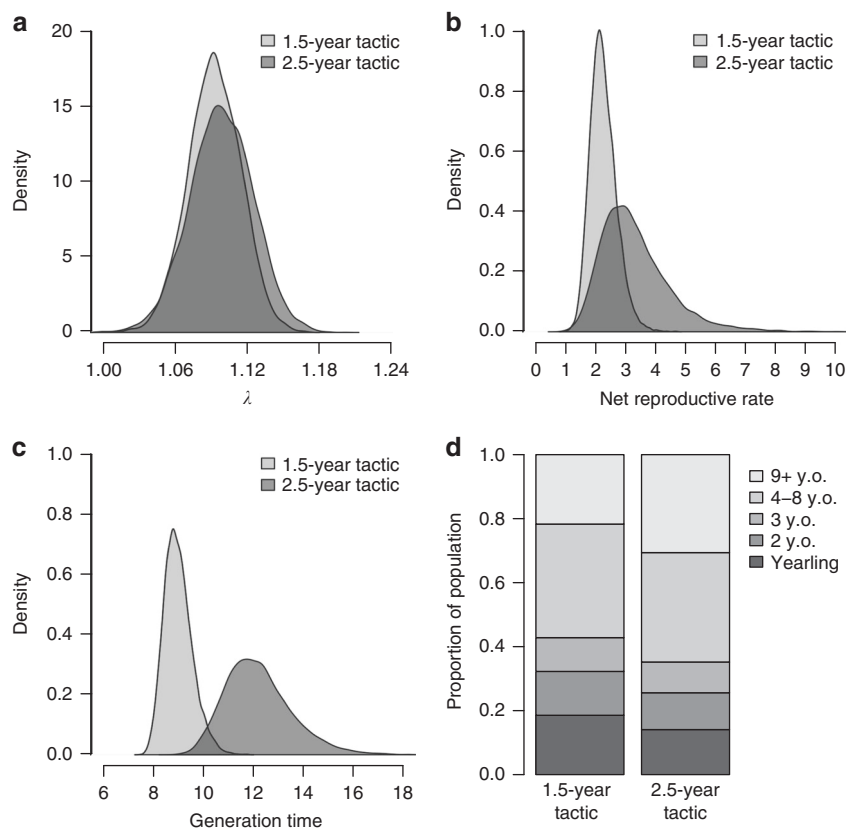 a
20
15
10
5
0
Density
1.5-year tactic
2.5-year tactic
1.00 1.06 1.12 1.18 1.24
λ
b
1.0
0.8
0.6
0.4
0.2
0.0
Density
1.5-year tactic
2.5-year tactic
0 1 2 3 4 5 6 7 8 9 10
Net reproductive rate
c
1.0
0.8
0.6
0.4
0.2
0.0
Density
1.5-year tactic
2.5-year tactic
6 8 10 12 14 16 18
Generation time
d
1.0
0.8
0.6
0.4
0.2
0.0
Proportion of population
9+ y.o.
4–8 y.o.
3 y.o.
2 y.o.
Yearling
1.5-year
tactic
2.5-year
tactic